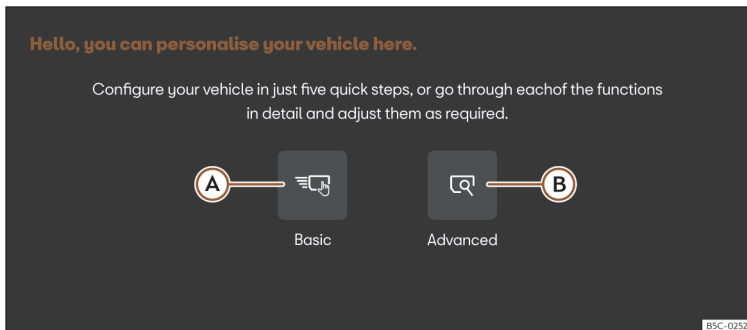 Hello, you can personalise your vehicle here.
Configure your vehicle in just five quick steps, or go through eachof the functions
in detail and adjust them as required.
A
B
Basic
Advanced
B5C-0252